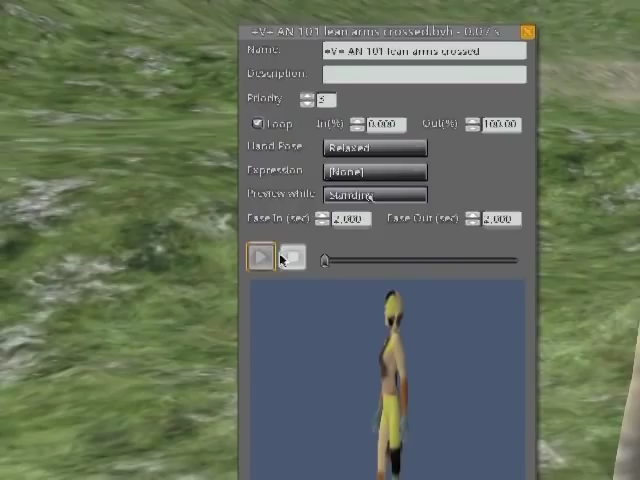 =V= AN 101 lean arms crossed.bvh - 0.07 s
Name: =V= AN 101 lean arms crossed
Description:
Priority
Loop In(%) 0.000 Out(%) 100.00
Hand Pose Relaxed
Expression [None]
Preview while Standing
Ease In (sec) 2.000 Ease Out (sec) 2.000